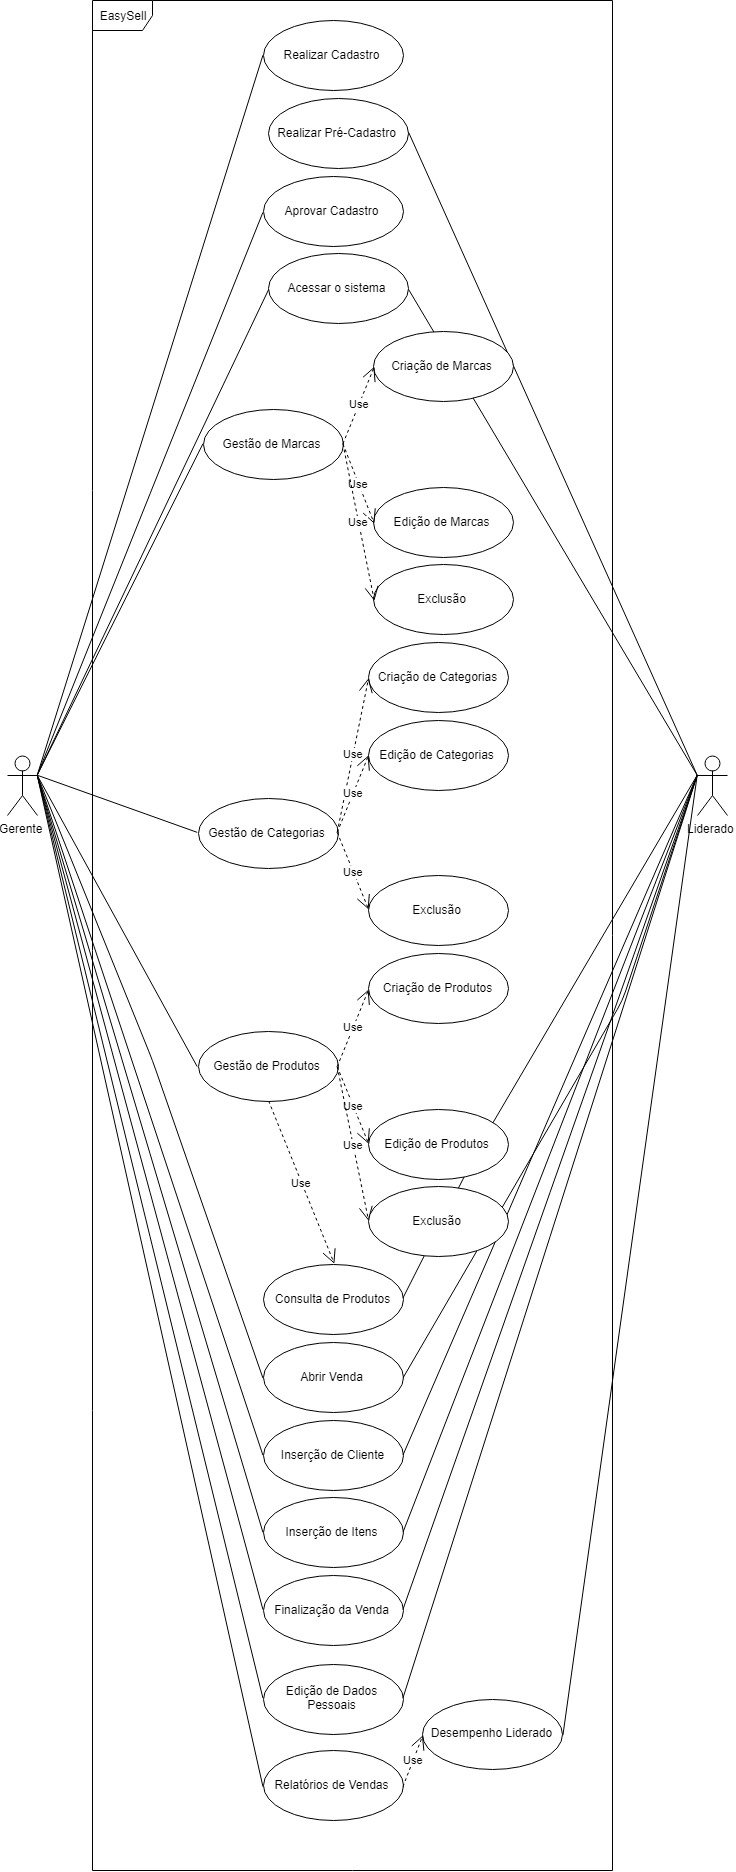 EasySell
Realizar Cadastro
Realizar Pré-Cadastro
Aprovar Cadastro
Acessar o sistema
Criação de Marcas
Use
Gestão de Marcas
Use
Edição de Marcas
Use
Exclusão
Criação de Categorias
Use
Edição de Categorias
Use
Gerente
Liderado
Gestão de Categorias
Use
Exclusão
Criação de Produtos
Use
Gestão de Produtos
Use
Edição de Produtos
Use
Use
Exclusão
Consulta de Produtos
Abrir Venda
Inserção de Cliente
Inserção de Itens
Finalização da Venda
Edição de Dados
Pessoais
Desempenho Liderado
Use
Relatórios de Vendas